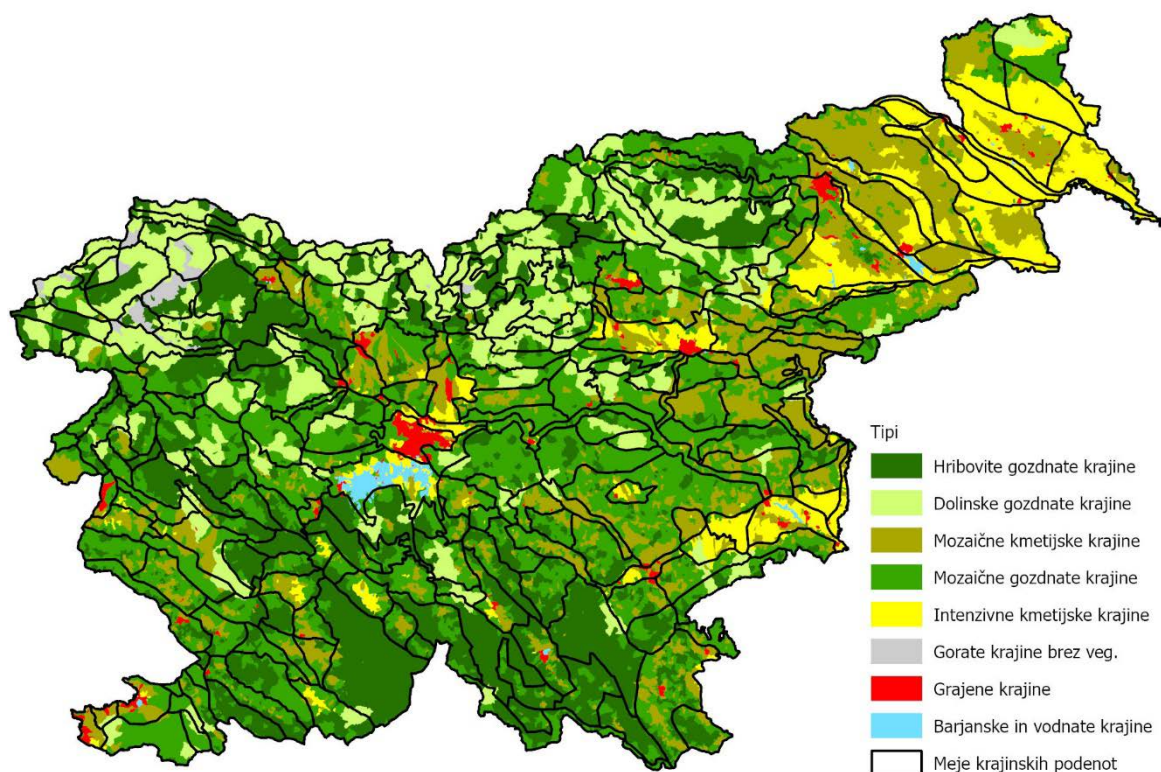 Tipi
Hribovite gozdnate krajine
Dolinske gozdnate krajine
Mozaične kmetijske krajine
Mozaične gozdnate krajine
Intenzivne kmetijske krajine
Gorate krajine brez veg.
Grajene krajine
Barjanske in vodnate krajine
Meje krajinskih podenot